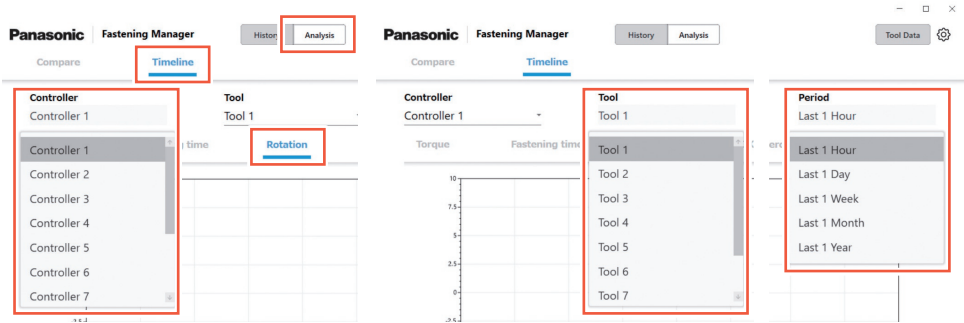 Panasonic Fastening Manager History Analysis
Compare Timeline
Controller Tool
Controller 1 Tool 1
Controller 1
Controller 2
Controller 3
Controller 4
Controller 5
Controller 6
Controller 7
time Rotation
Panasonic Fastening Manager History Analysis
Compare Timeline
Controller Tool
Controller 1 Tool 1
Torque Fastening time
Tool 1
Tool 2
Tool 3
Tool 4
Tool 5
Tool 6
Tool 7
10
7.5
5
2.5
0
-2.5
Tool Data
Period
Last 1 Hour
Last 1 Hour
Last 1 Day
Last 1 Week
Last 1 Month
Last 1 Year